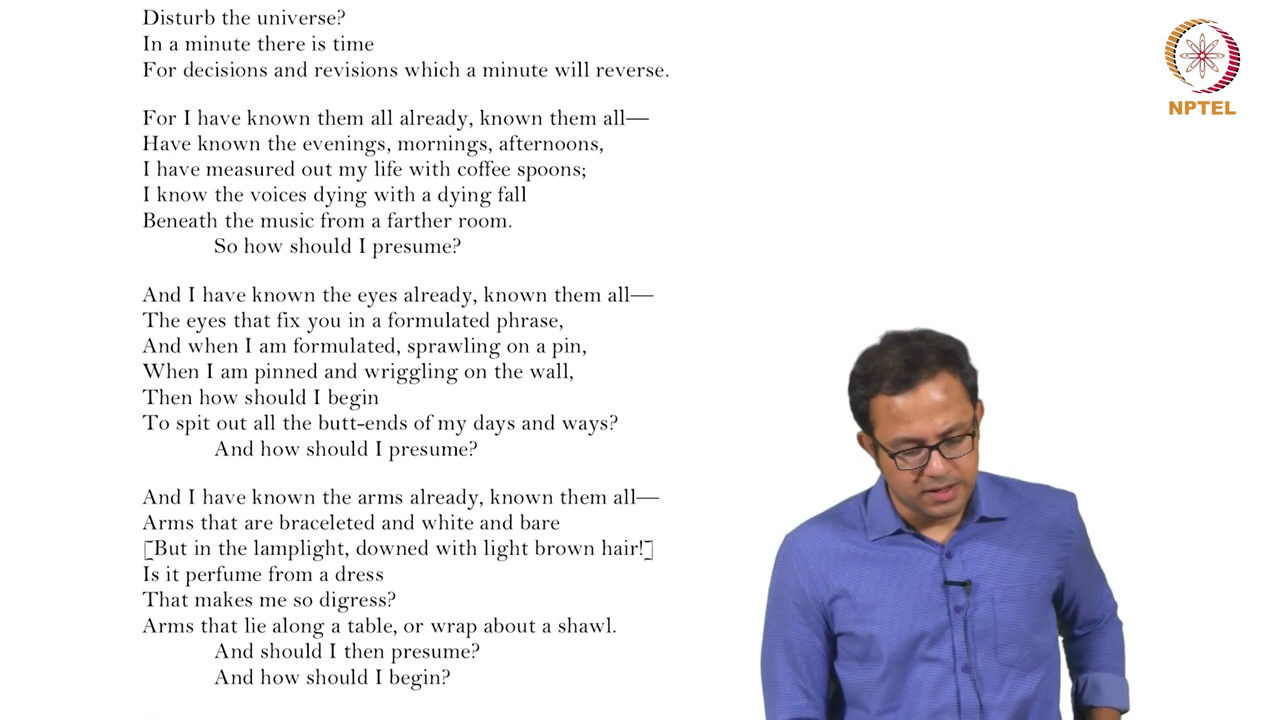 Disturb the universe?
In a minute there is time
For decisions and revisions which a minute will reverse.
For I have known them all already, known them all—
Have known the evenings, mornings, afternoons,
I have measured out my life with coffee spoons;
I know the voices dying with a dying fall
Beneath the music from a farther room.
So how should I presume?
And I have known the eyes already, known them all—
The eyes that fix you in a formulated phrase,
And when I am formulated, sprawling on a pin,
When I am pinned and wriggling on the wall,
Then how should I begin
To spit out all the butt-ends of my days and ways?
And how should I presume?
And I have known the arms already, known them all—
Arms that are braceleted and white and bare
[But in the lamplight, downed with light brown hair!]
Is it perfume from a dress
That makes me so digress?
Arms that lie along a table, or wrap about a shawl.
And should I then presume?
And how should I begin?
NPTEL